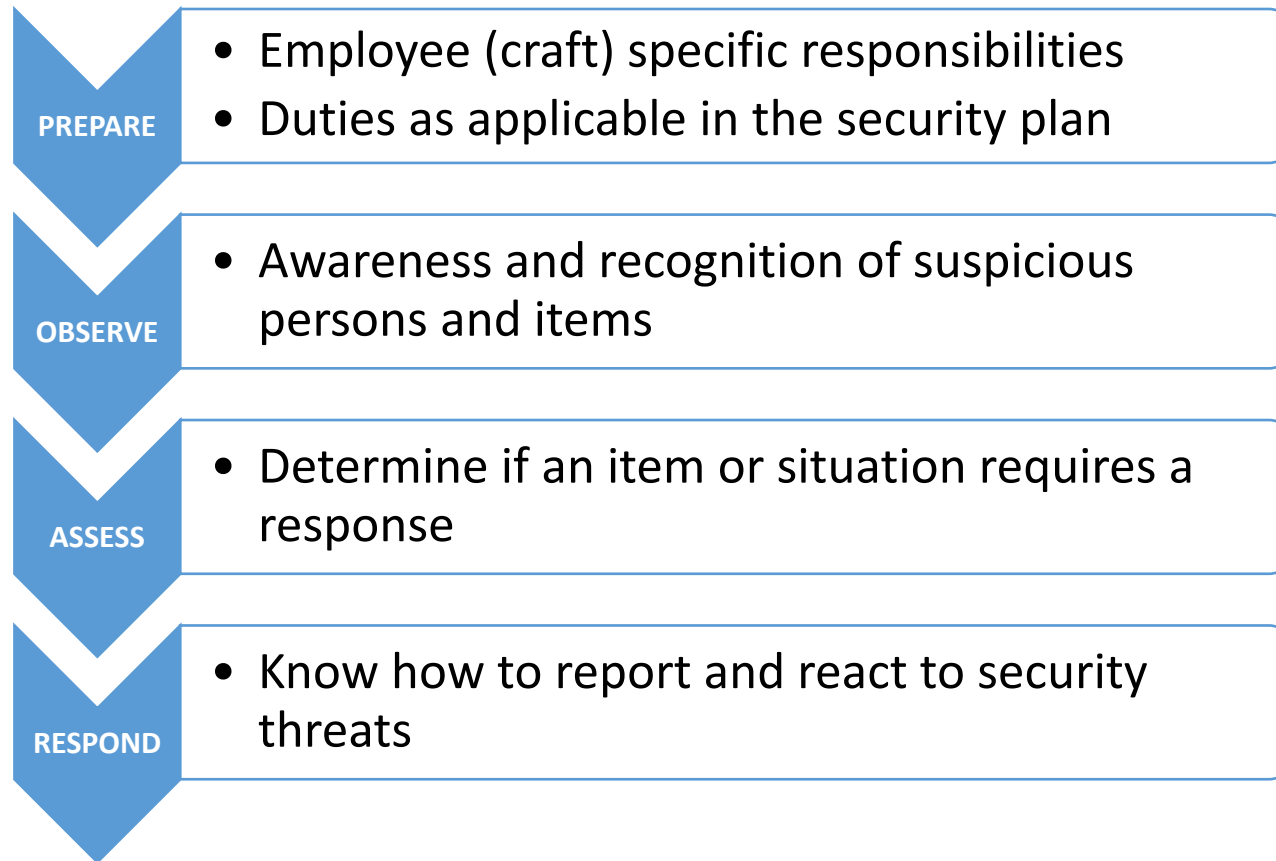 PREPARE
• Employee (craft) specific responsibilities
• Duties as applicable in the security plan
OBSERVE
• Awareness and recognition of suspicious
persons and items
ASSESS
• Determine if an item or situation requires a
response
RESPOND
• Know how to report and react to security
threats